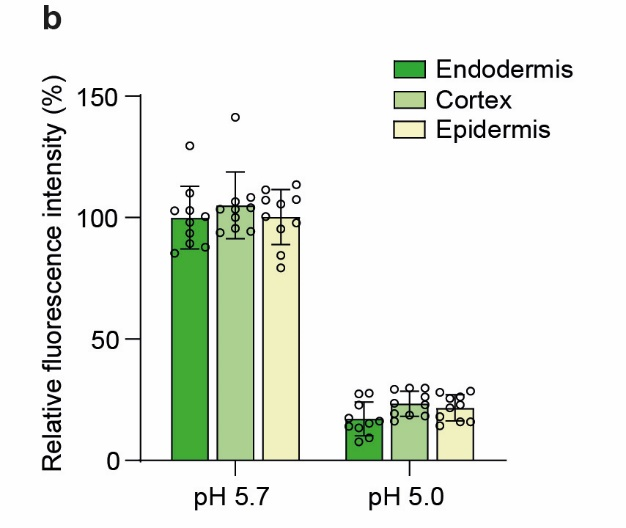 b
Endodermis
Cortex
Epidermis
Relative fluorescence intensity (%)
150
100
50
0
pH 5.7
pH 5.0